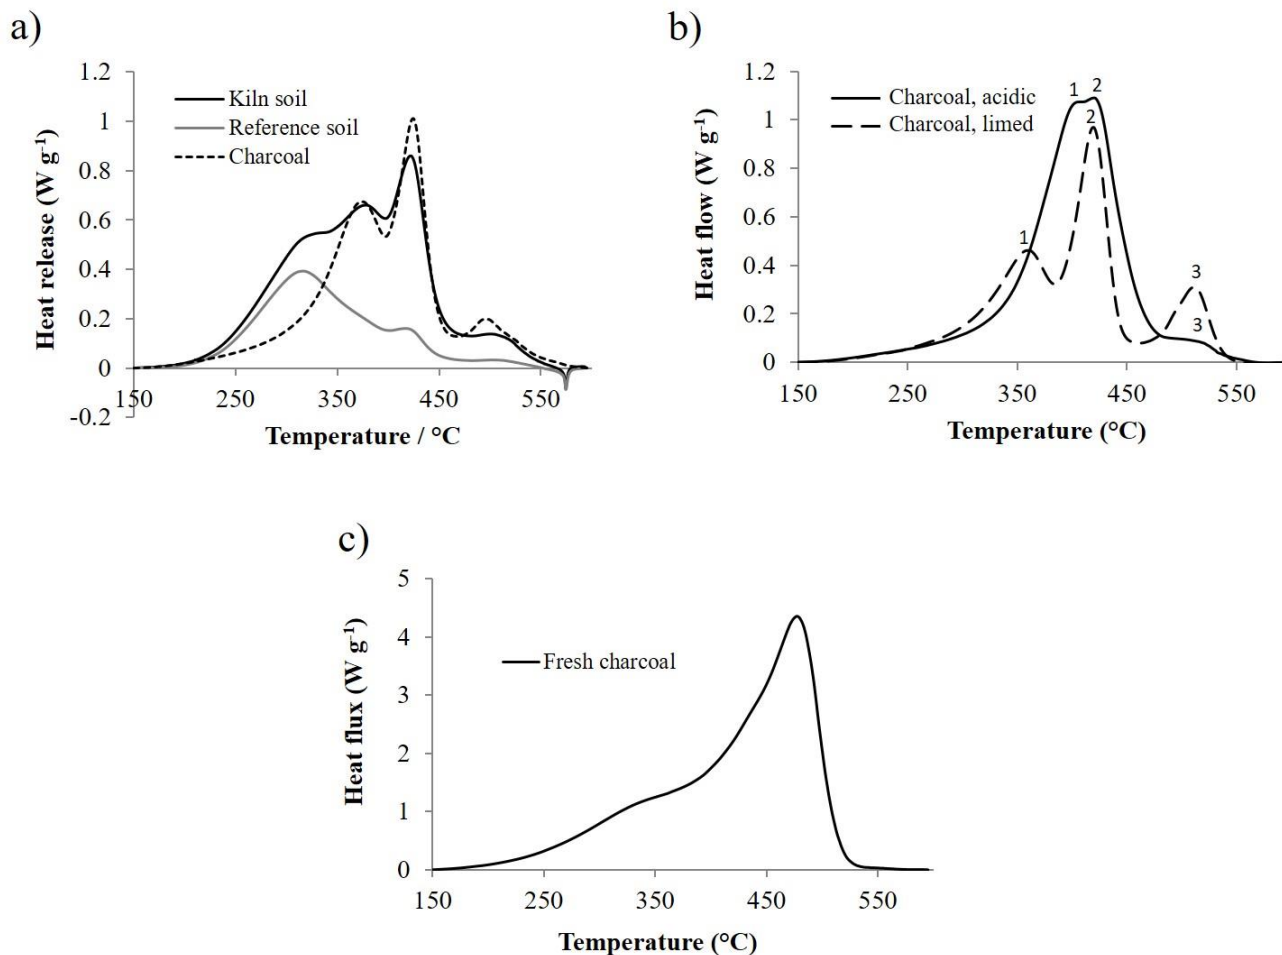 a)
Heat release (W g⁻¹)
1.2
1
0.8
0.6
0.4
0.2
0
-0.2
Kiln soil
Reference soil
Charcoal
150 250 350 450 550
Temperature / °C
b)
Heat flow (W g⁻¹)
1.2
1
0.8
0.6
0.4
0.2
0
Charcoal, acidic
Charcoal, limed
1 2
2
1
3
3
150 250 350 450 550
Temperature (°C)
c)
Heat flux (W g⁻¹)
5
4
3
2
1
0
Fresh charcoal
150 250 350 450 550
Temperature (°C)